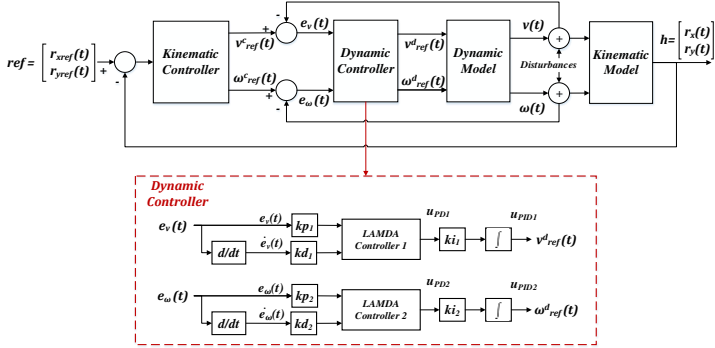 ref = [ r_xref(t)
r_yref(t) ]
+
-
Kinematic
Controller
+
-
v^c_ref(t)
e_v(t)
ω^c_ref(t)
+
-
e_ω(t)
Dynamic
Controller
v^d_ref(t)
ω^d_ref(t)
Dynamic
Model
v(t)
+
Disturbances
+
ω(t)
Kinematic
Model
h= [ r_x(t)
r_y(t) ]
Dynamic
Controller
e_v(t)
e_v(t)
kp_1
d/dt
ė_v(t)
kd_1
LAMDA
Controller 1
u_PD1
ki_1
∫
u_PID1
v^d_ref(t)
e_ω(t)
e_ω(t)
kp_2
d/dt
ė_ω(t)
kd_2
LAMDA
Controller 2
u_PD2
ki_2
∫
u_PID2
ω^d_ref(t)